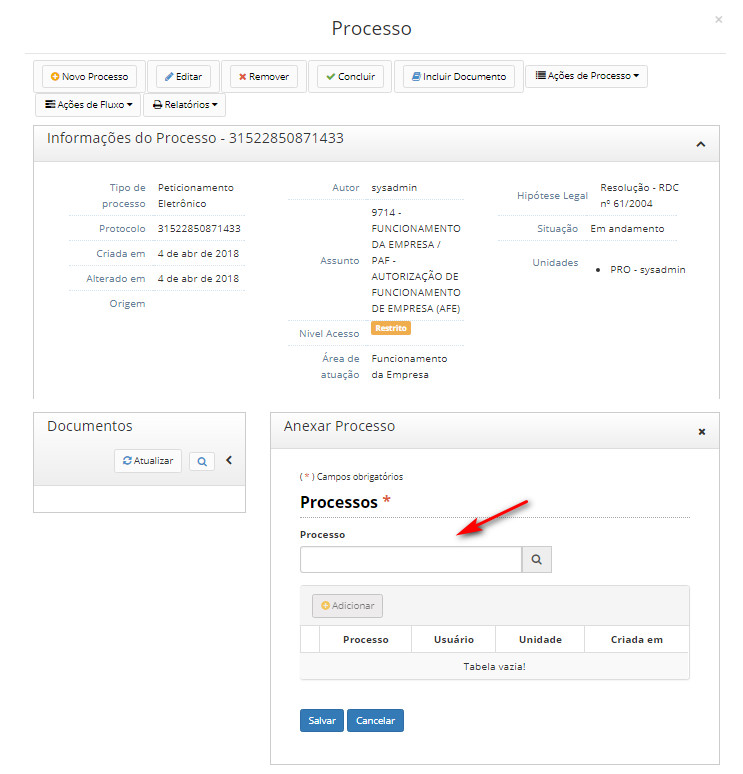 ×
Processo
Novo Processo
Editar
Remover
Concluir
Incluir Documento
Ações de Processo
Ações de Fluxo
Relatórios
Informações do Processo - 31522850871433
Tipo de
processo
Peticionamento
Eletrônico
Protocolo
31522850871433
Criada em
4 de abr de 2018
Alterado em
4 de abr de 2018
Origem
Autor
sysadmin
Assunto
9714 -
FUNCIONAMENTO
DA EMPRESA /
PAF -
AUTORIZAÇÃO DE
FUNCIONAMENTO
DE EMPRESA (AFE)
Nível Acesso
Restrito
Área de
atuação
Funcionamento
da Empresa
Hipótese Legal
Resolução - RDC
nº 61/2004
Situação
Em andamento
Unidades
• PRO - sysadmin
Documentos
Atualizar
Anexar Processo
×
( * ) Campos obrigatórios
Processos *
Processo
Adicionar
Processo Usuário Unidade Criada em
Tabela vazia!
Salvar
Cancelar